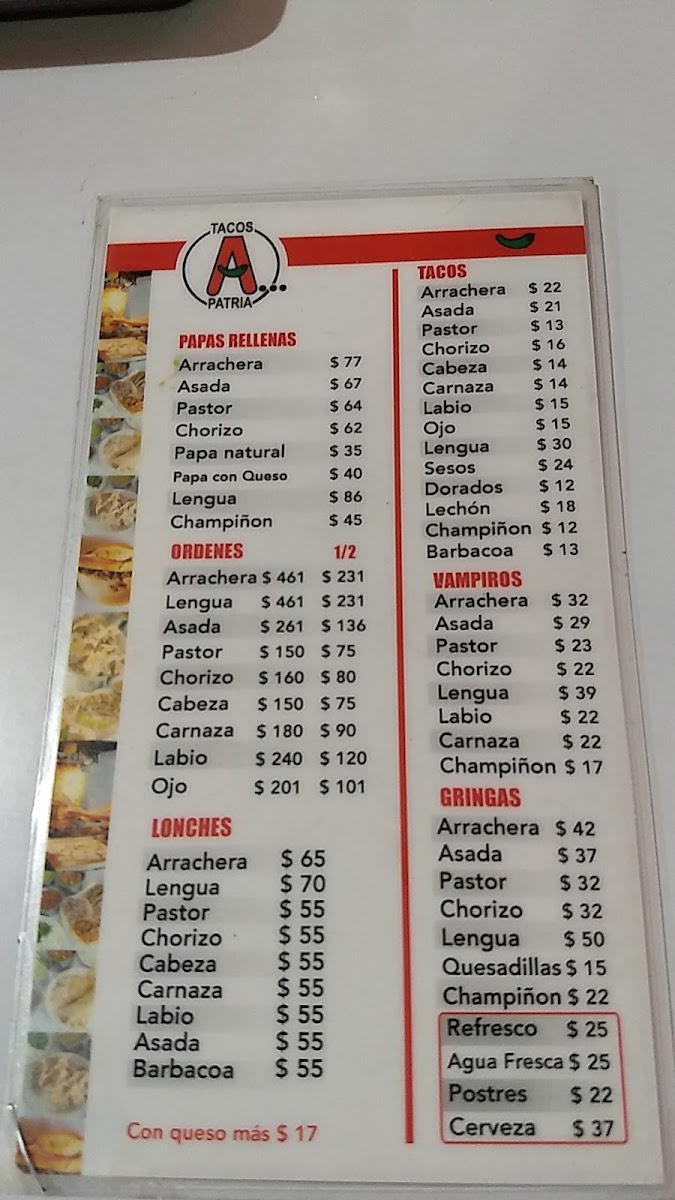 TACOS
A...
PATRIA
PAPAS RELLENAS
Arrachera $ 77
Asada $ 67
Pastor $ 64
Chorizo $ 62
Papa natural $ 35
Papa con Queso $ 40
Lengua $ 86
Champiñon $ 45
ORDENES 1/2
Arrachera $ 461 $ 231
Lengua $ 461 $ 231
Asada $ 261 $ 136
Pastor $ 150 $ 75
Chorizo $ 160 $ 80
Cabeza $ 150 $ 75
Carnaza $ 180 $ 90
Labio $ 240 $ 120
Ojo $ 201 $ 101
LONCHES
Arrachera $ 65
Lengua $ 70
Pastor $ 55
Chorizo $ 55
Cabeza $ 55
Carnaza $ 55
Labio $ 55
Asada $ 55
Barbacoa $ 55
Con queso más $ 17
TACOS
Arrachera $ 22
Asada $ 21
Pastor $ 13
Chorizo $ 16
Cabeza $ 14
Carnaza $ 14
Labio $ 15
Ojo $ 15
Lengua $ 30
Sesos $ 24
Dorados $ 12
Lechón $ 18
Champiñon $ 12
Barbacoa $ 13
VAMPIROS
Arrachera $ 32
Asada $ 29
Pastor $ 23
Chorizo $ 22
Lengua $ 39
Labio $ 22
Carnaza $ 22
Champiñon $ 17
GRINGAS
Arrachera $ 42
Asada $ 37
Pastor $ 32
Chorizo $ 32
Lengua $ 50
Quesadillas $ 15
Champiñon $ 22
Refresco $ 25
Agua Fresca $ 25
Postres $ 22
Cerveza $ 37